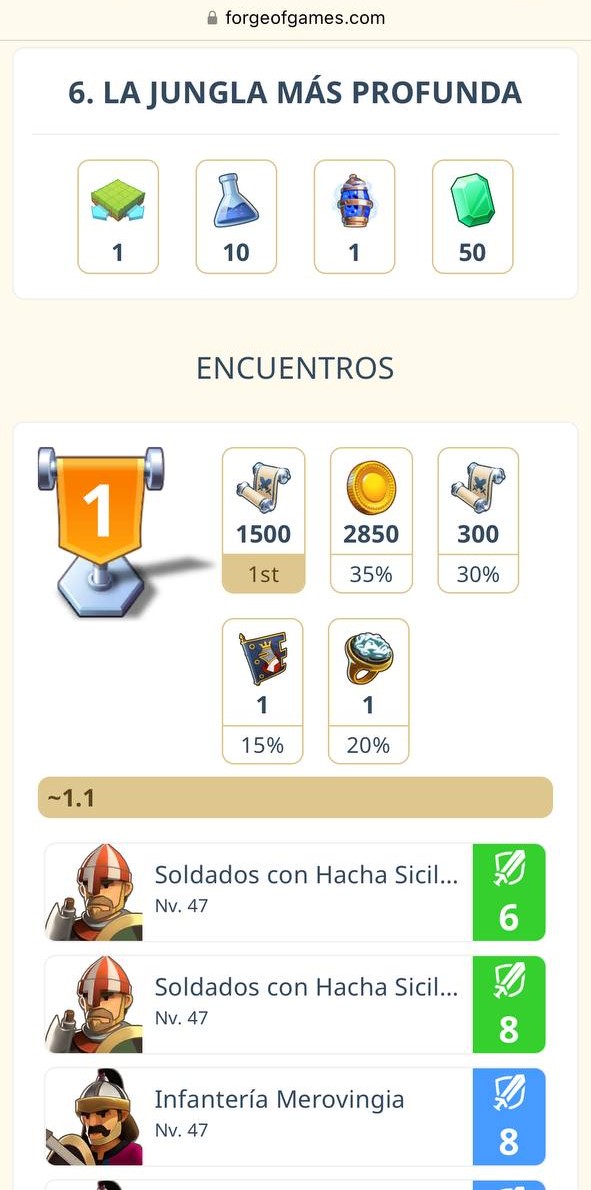 forgeofgames.com
6. LA JUNGLA MÁS PROFUNDA
1 10 1 50
ENCUENTROS
1
1500 2850 300
1st 35% 30%
1 1
15% 20%
~1.1
Soldados con Hacha Sicil...
Nv. 47
6
Soldados con Hacha Sicil...
Nv. 47
8
Infantería Merovingia
Nv. 47
8